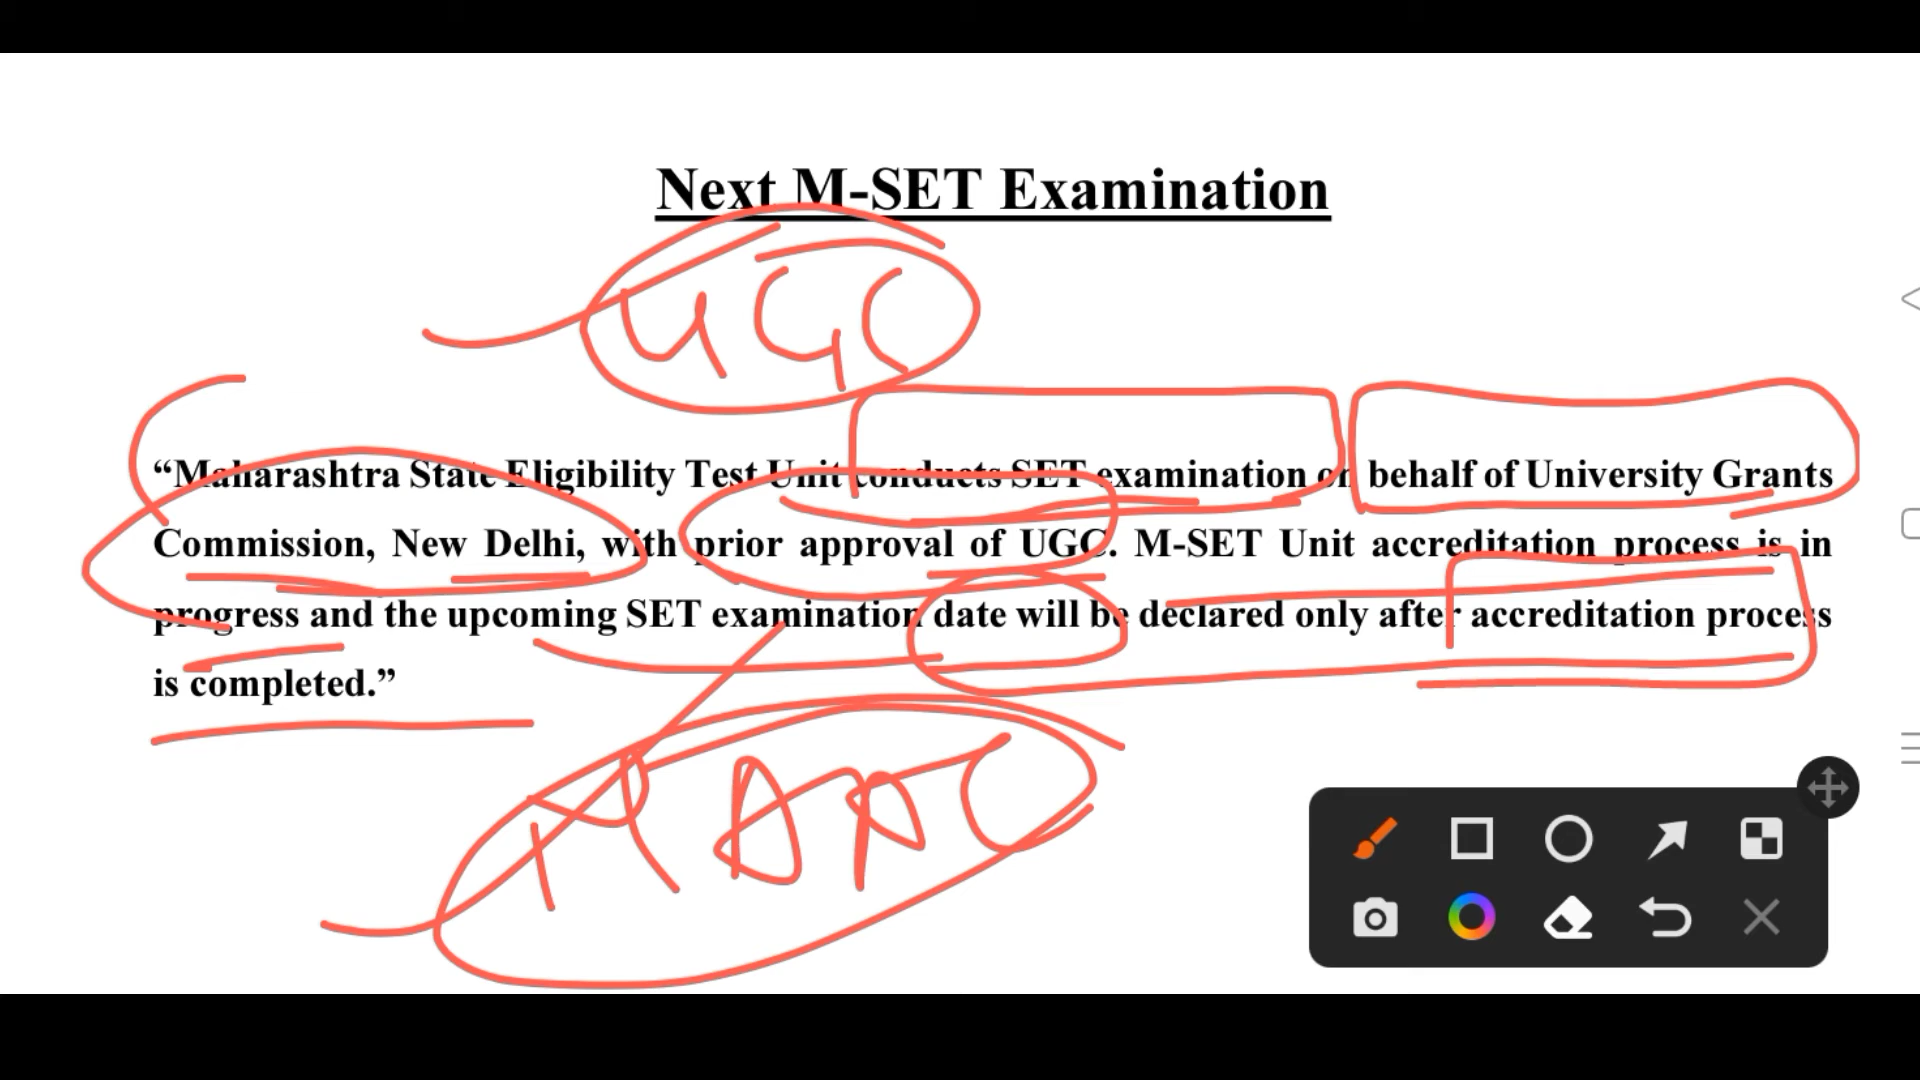 Next M-SET Examination
UGC
“Maharashtra State Eligibility Test Unit conducts SET examination on behalf of University Grants
Commission, New Delhi, with prior approval of UGC. M-SET Unit accreditation process is in
progress and the upcoming SET examination date will be declared only after accreditation process
is completed.”